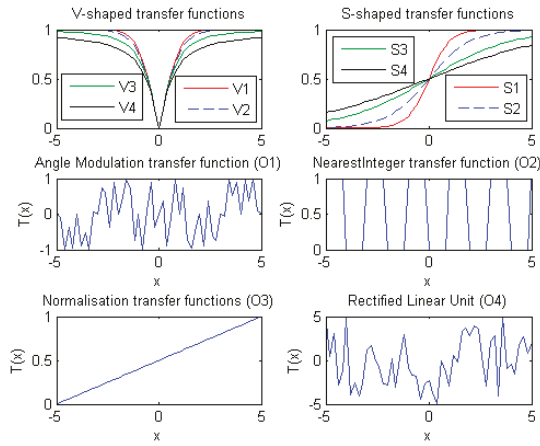 V-shaped transfer functions
1
0.5
0
-5
0
5
V3
V4
V1
V2
S-shaped transfer functions
1
0.5
0
-5
0
5
S3
S4
S1
S2
Angle Modulation transfer function (O1)
T(x)
1
0
-1
-5
0
5
x
NearestInteger transfer function (O2)
T(x)
1
0.5
0
-5
0
5
x
Normalisation transfer functions (O3)
T(x)
1
0.5
0
-5
0
5
x
Rectified Linear Unit (O4)
T(x)
5
0
-5
-5
0
5
x